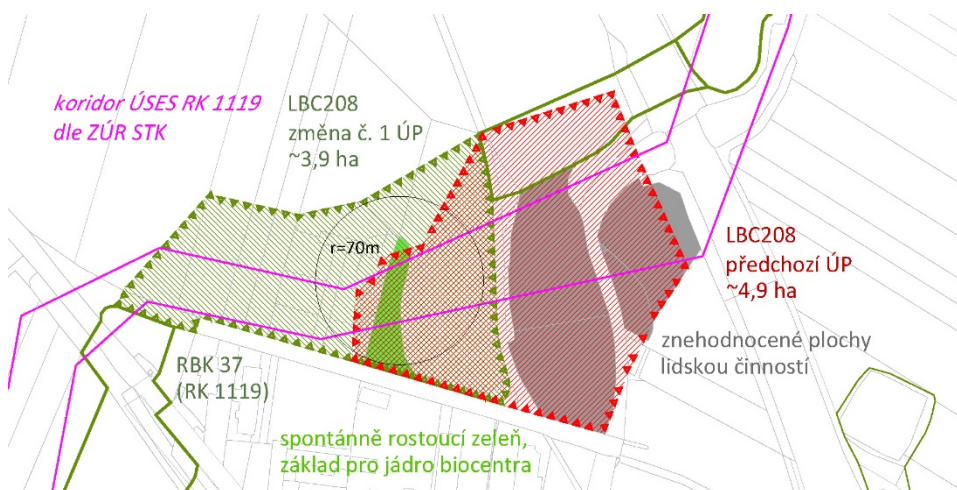 koridor ÚSES RK 1119
dle ZÚR STK
LBC208
změna č. 1 ÚP
~3,9 ha
r=70m
LBC208
předchozí ÚP
~4,9 ha
znehodnocené plochy
lidskou činností
RBK 37
(RK 1119)
spontánně rostoucí zeleň,
základ pro jádro biocentra